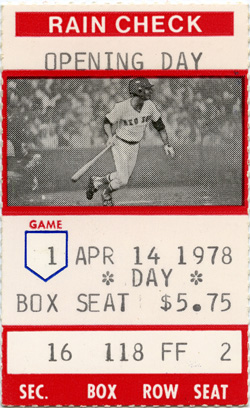 RAIN CHECK
OPENING DAY
RED SOX
GAME
1 APR 14 1978
* DAY *
BOX SEAT $5.75
16 118 FF 2
SEC. BOX ROW SEAT